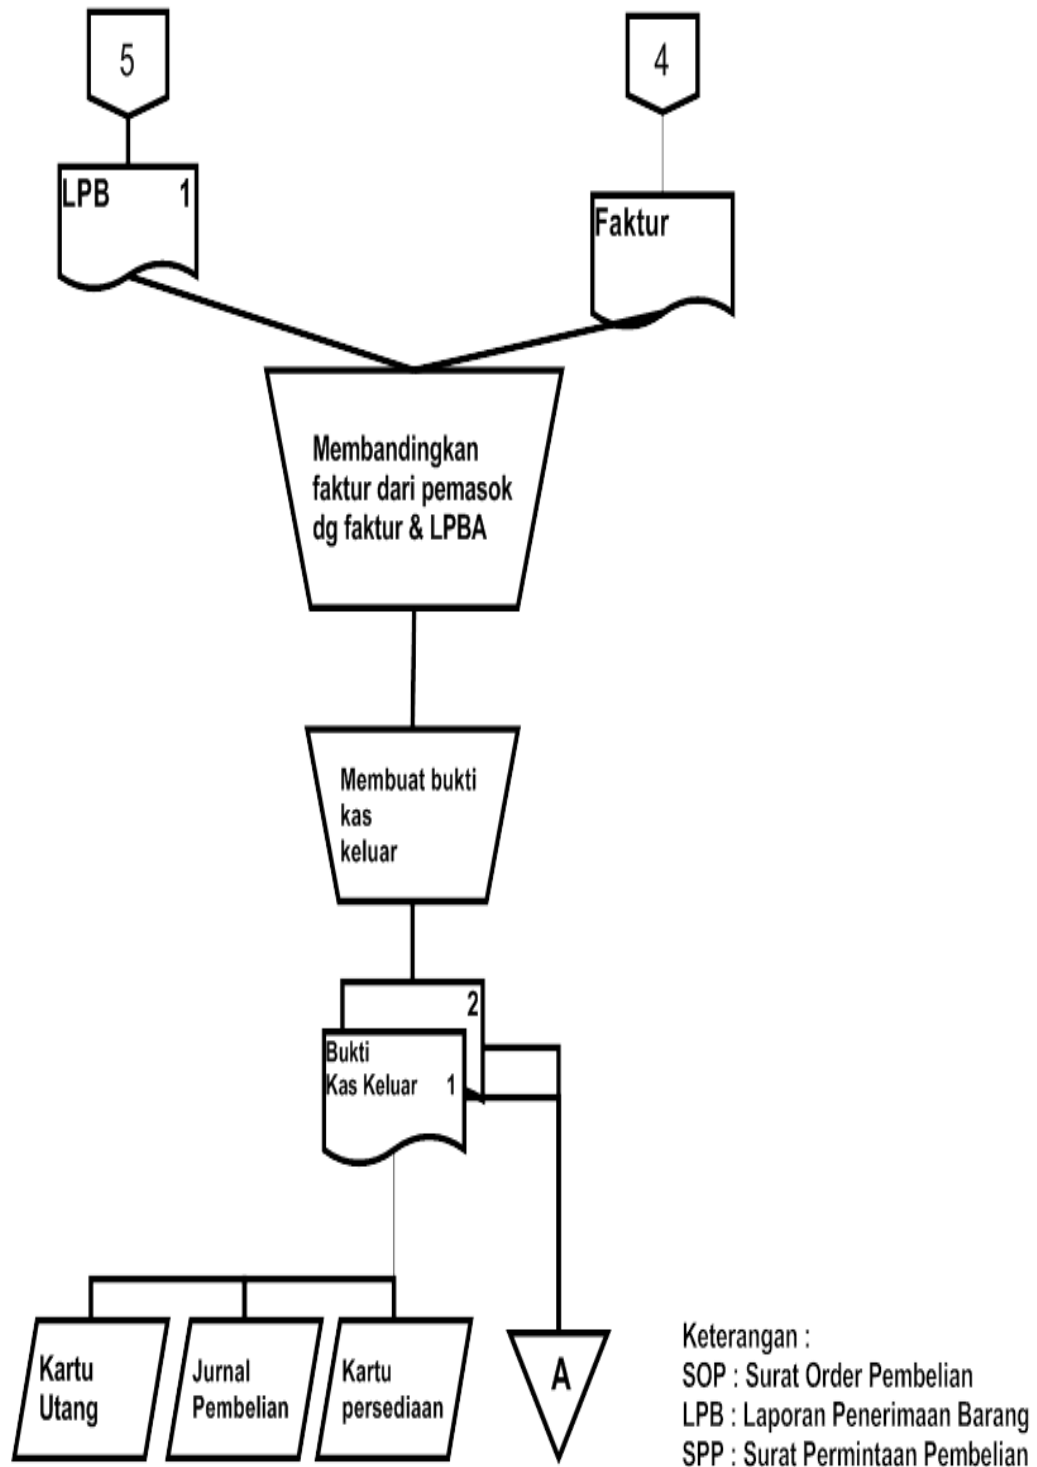 5
4
LPB 1
Faktur
Membandingkan
faktur dari pemasok
dg faktur & LPBA
Membuat bukti
kas
keluar
2
Bukti
Kas Keluar 1
Kartu
Utang
Jurnal
Pembelian
Kartu
persediaan
A
Keterangan :
SOP : Surat Order Pembelian
LPB : Laporan Penerimaan Barang
SPP : Surat Permintaan Pembelian